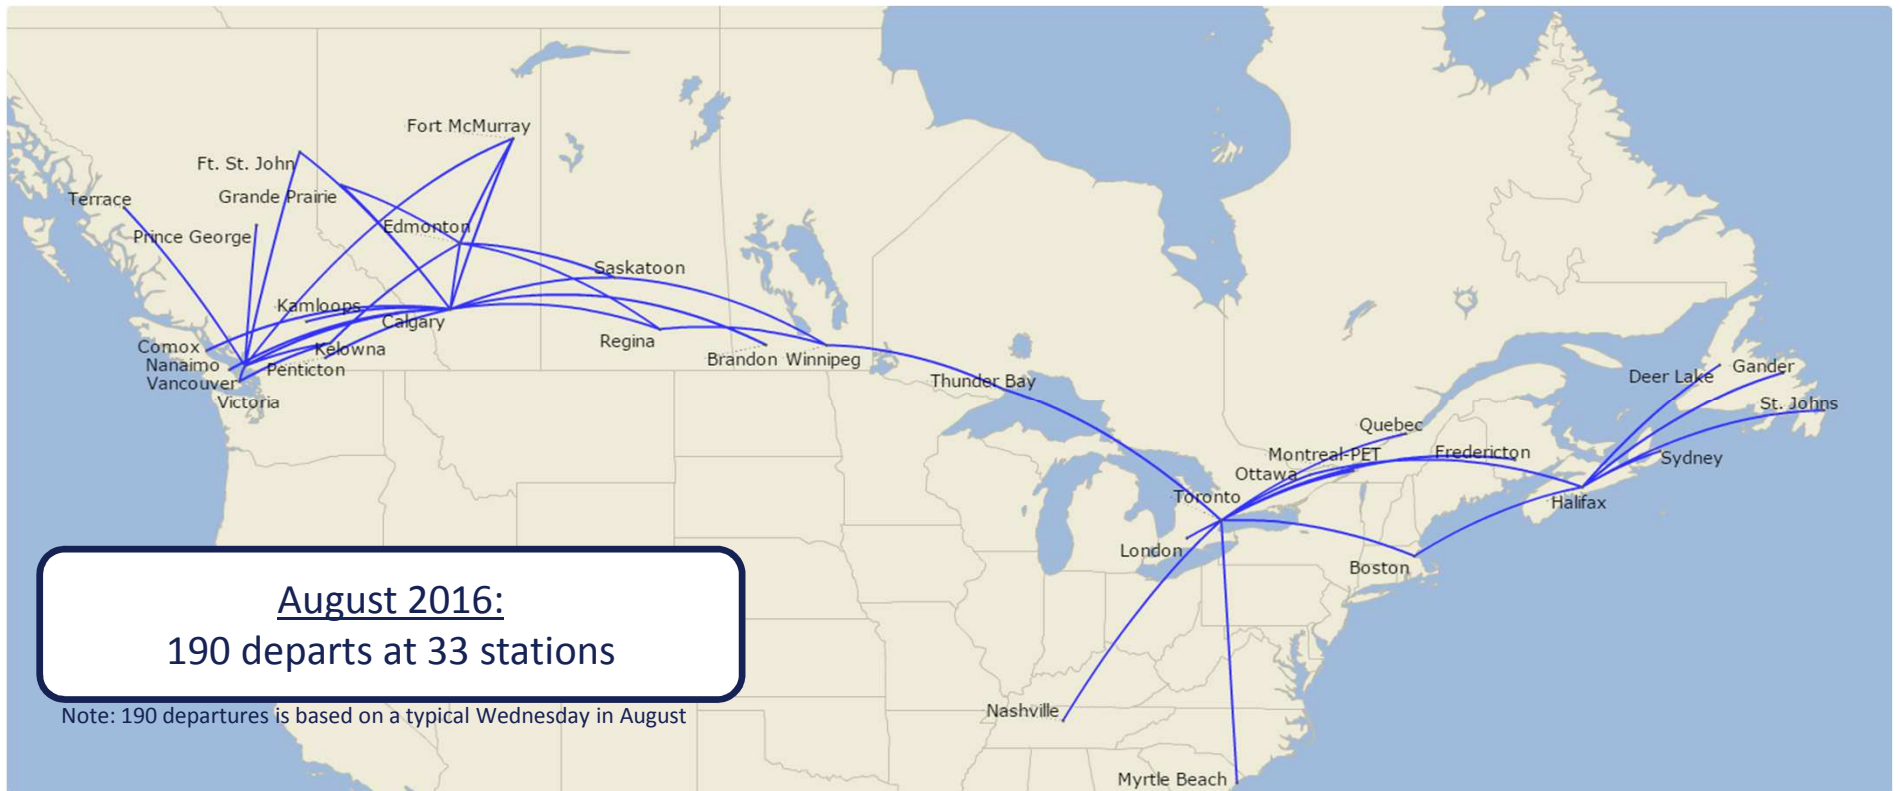 Fort McMurray
Ft. St. John
Grande Prairie
Terrace
Edmonton
Prince George
Saskatoon
Kamloops
Calgary
Regina
Comox
Kelowna
Nanaimo
Penticton
Brandon Winnipeg
Vancouver
Victoria
Thunder Bay
Deer Lake
Gander
St. Johns
Quebec
Montreal-PET
Fredericton
Sydney
Ottawa
Toronto
Halifax
London
Boston
Nashville
Myrtle Beach
August 2016:
190 departs at 33 stations
Note: 190 departures is based on a typical Wednesday in August